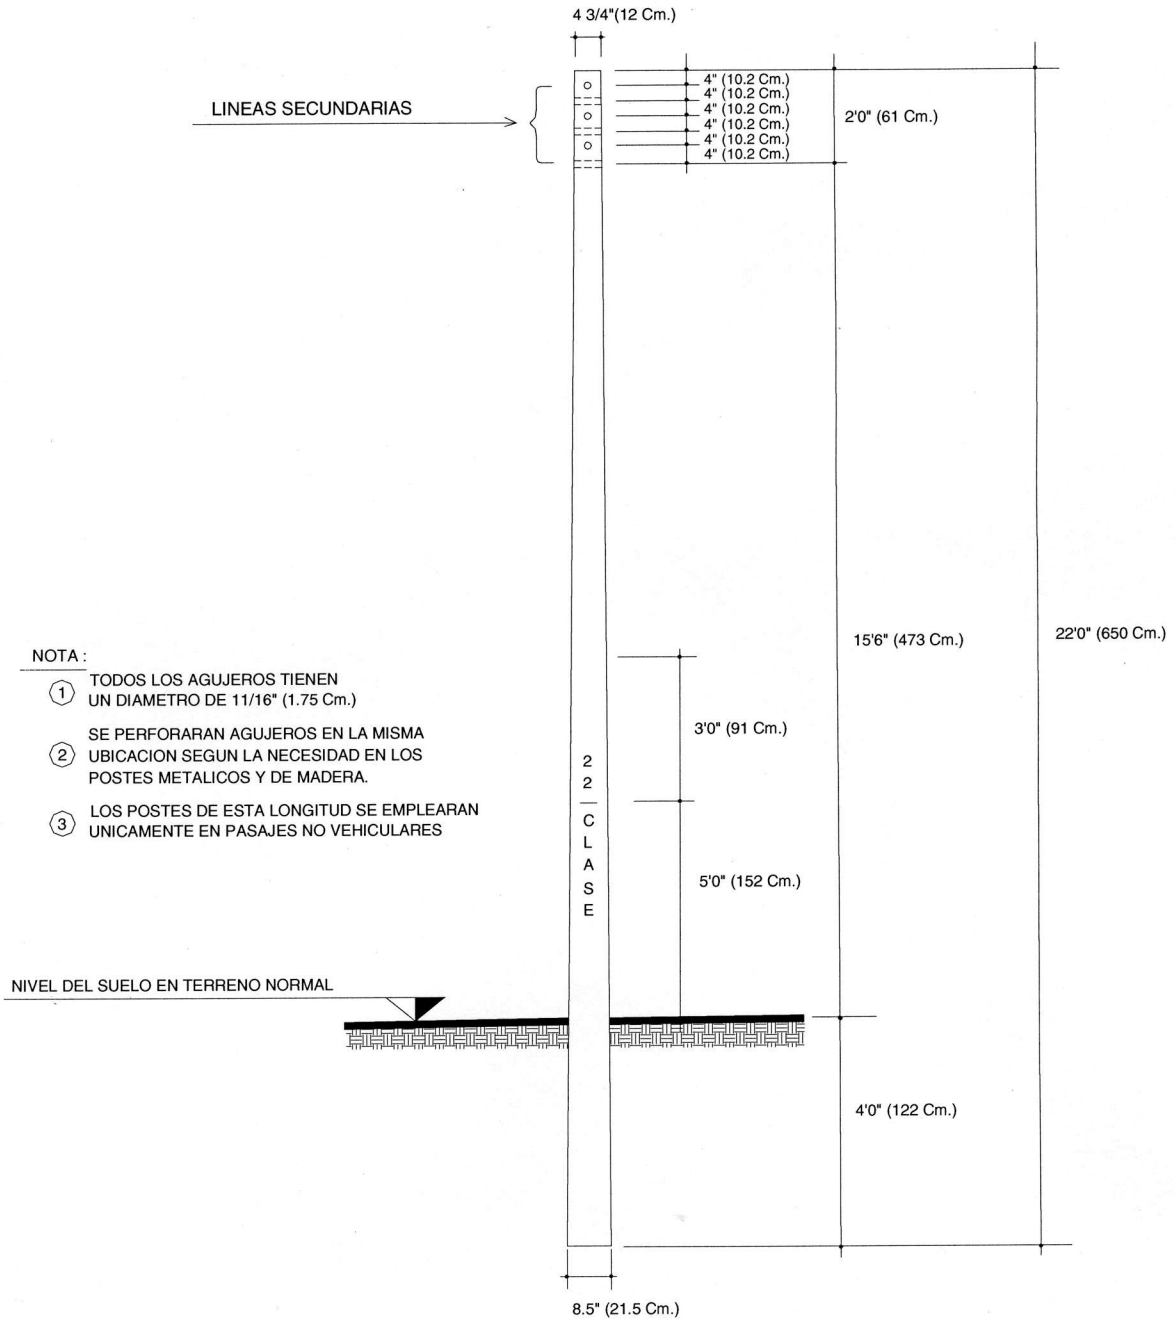 4 3/4"(12 Cm.)
LINEAS SECUNDARIAS
4" (10.2 Cm.)
4" (10.2 Cm.)
4" (10.2 Cm.)
4" (10.2 Cm.)
4" (10.2 Cm.)
4" (10.2 Cm.)
2'0" (61 Cm.)
15'6" (473 Cm.)
22'0" (650 Cm.)
NOTA :
1 TODOS LOS AGUJEROS TIENEN
UN DIAMETRO DE 11/16" (1.75 Cm.)
2 SE PERFORARAN AGUJEROS EN LA MISMA
UBICACION SEGUN LA NECESIDAD EN LOS
POSTES METALICOS Y DE MADERA.
3 LOS POSTES DE ESTA LONGITUD SE EMPLEARAN
UNICAMENTE EN PASAJES NO VEHICULARES
3'0" (91 Cm.)
22
CLASE
5'0" (152 Cm.)
NIVEL DEL SUELO EN TERRENO NORMAL
4'0" (122 Cm.)
8.5" (21.5 Cm.)